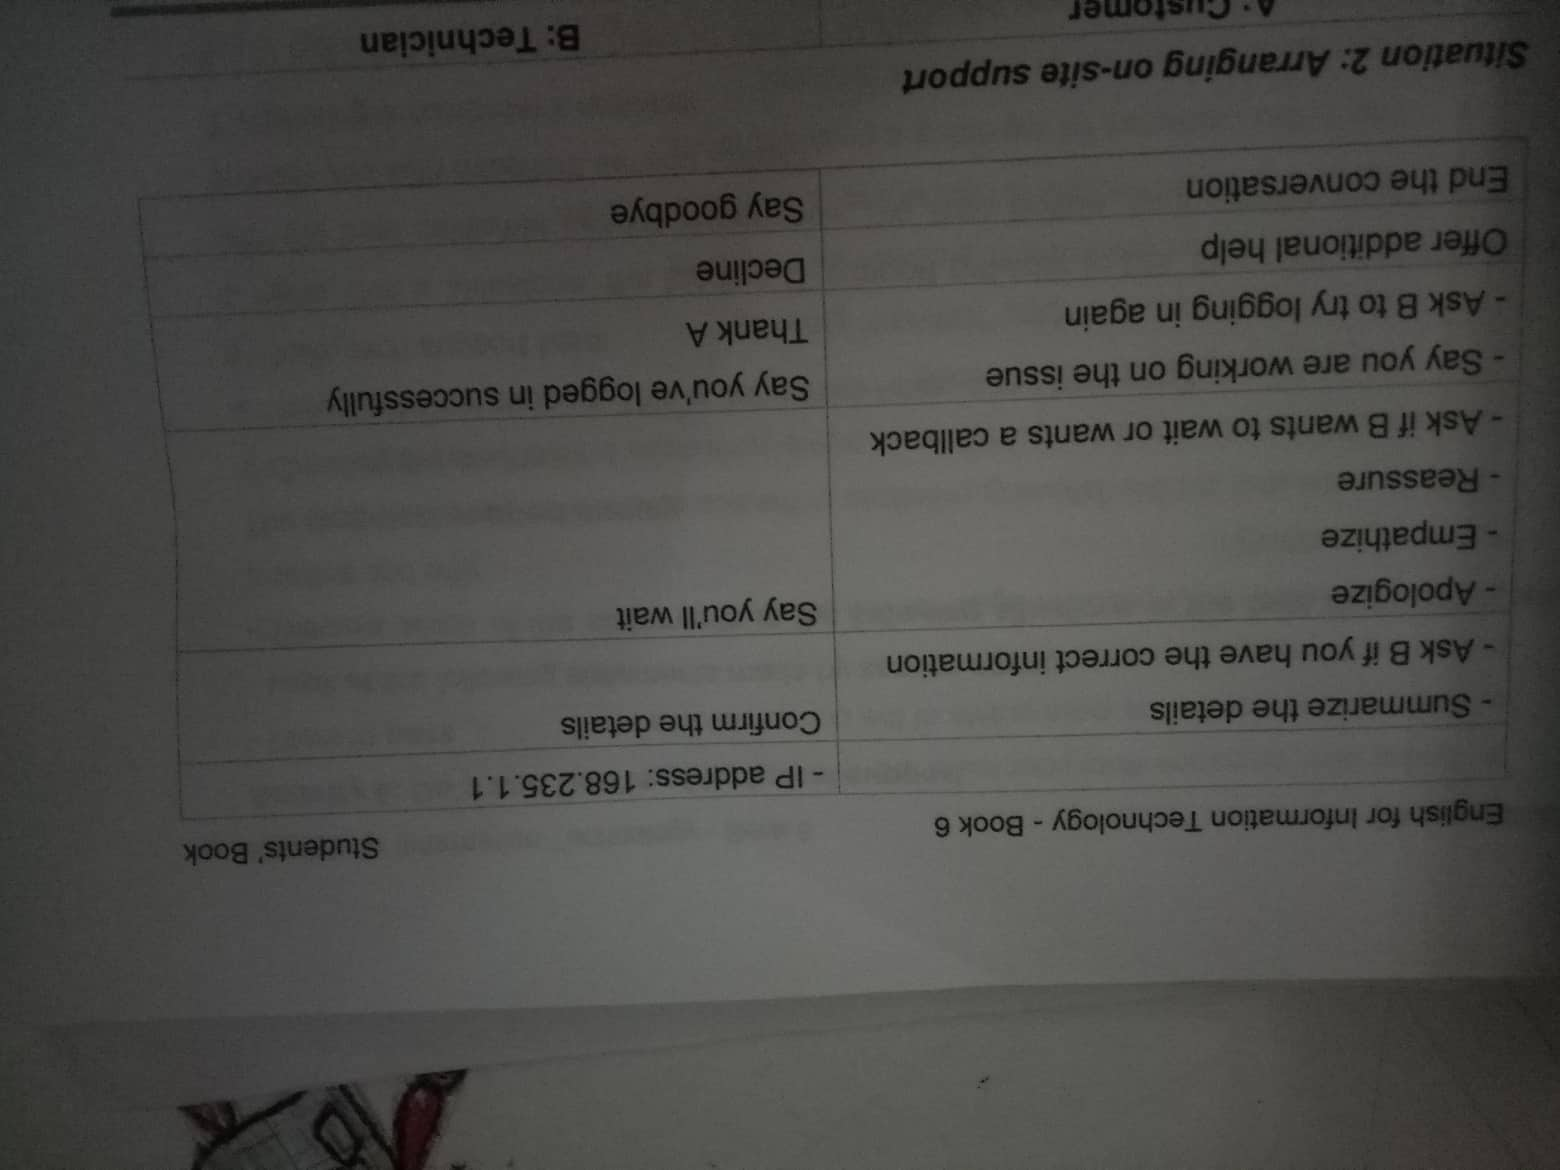 English for Information Technology - Book 6 Students' Book
- IP address: 168.235.1.1
- Summarize the details Confirm the details
- Ask B if you have the correct information
- Apologize Say you'll wait
- Empathize
- Reassure
- Ask if B wants to wait or wants a callback
- Say you are working on the issue Say you've logged in successfully
- Ask B to try logging in again Thank A
Offer additional help Decline
End the conversation Say goodbye
Situation 2: Arranging on-site support
A: Customer B: Technician